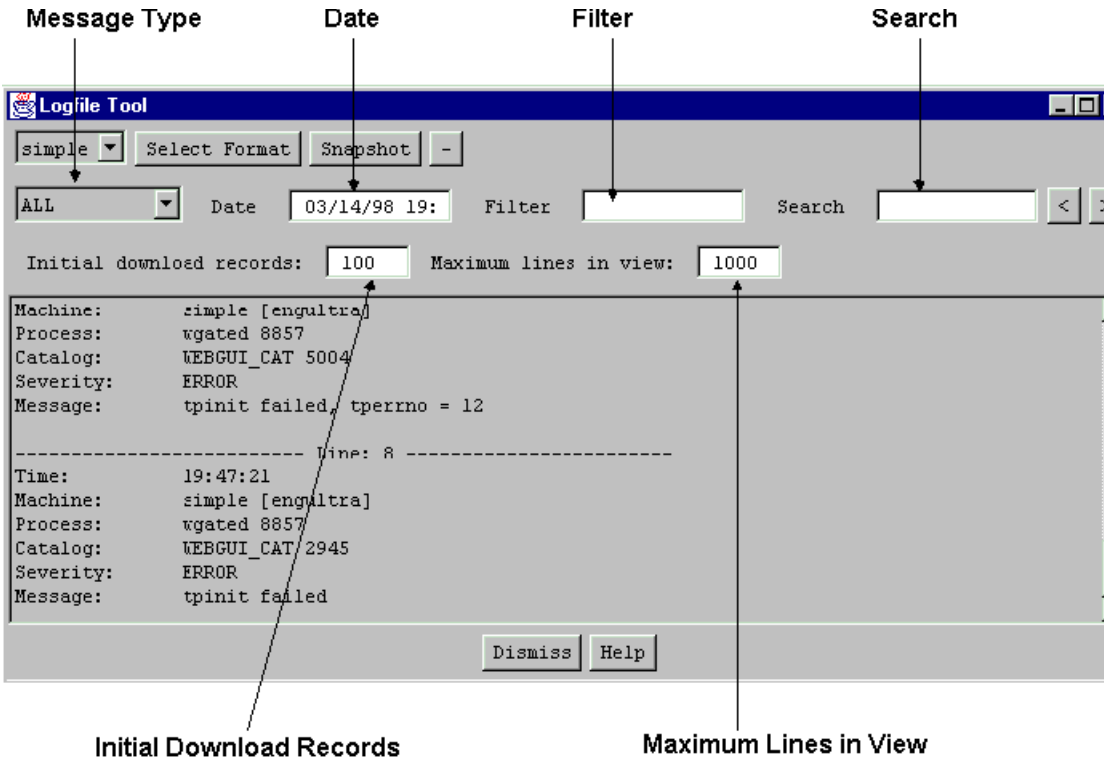 Message Type Date Filter Search
Logfile Tool
simple Select Format Snapshot -
ALL Date 03/14/98 19: Filter Search < >
Initial download records: 100 Maximum lines in view: 1000
Machine: simple [engultra]
Process: wgated 8857
Catalog: WEBGUI_CAT 5004
Severity: ERROR
Message: tpinit failed, tperrno = 12
-------------------------- Line: 8 ------------------------
Time: 19:47:21
Machine: simple [engultra]
Process: wgated 8857
Catalog: WEBGUI_CAT 2945
Severity: ERROR
Message: tpinit failed
Dismiss Help
Initial Download Records Maximum Lines in View